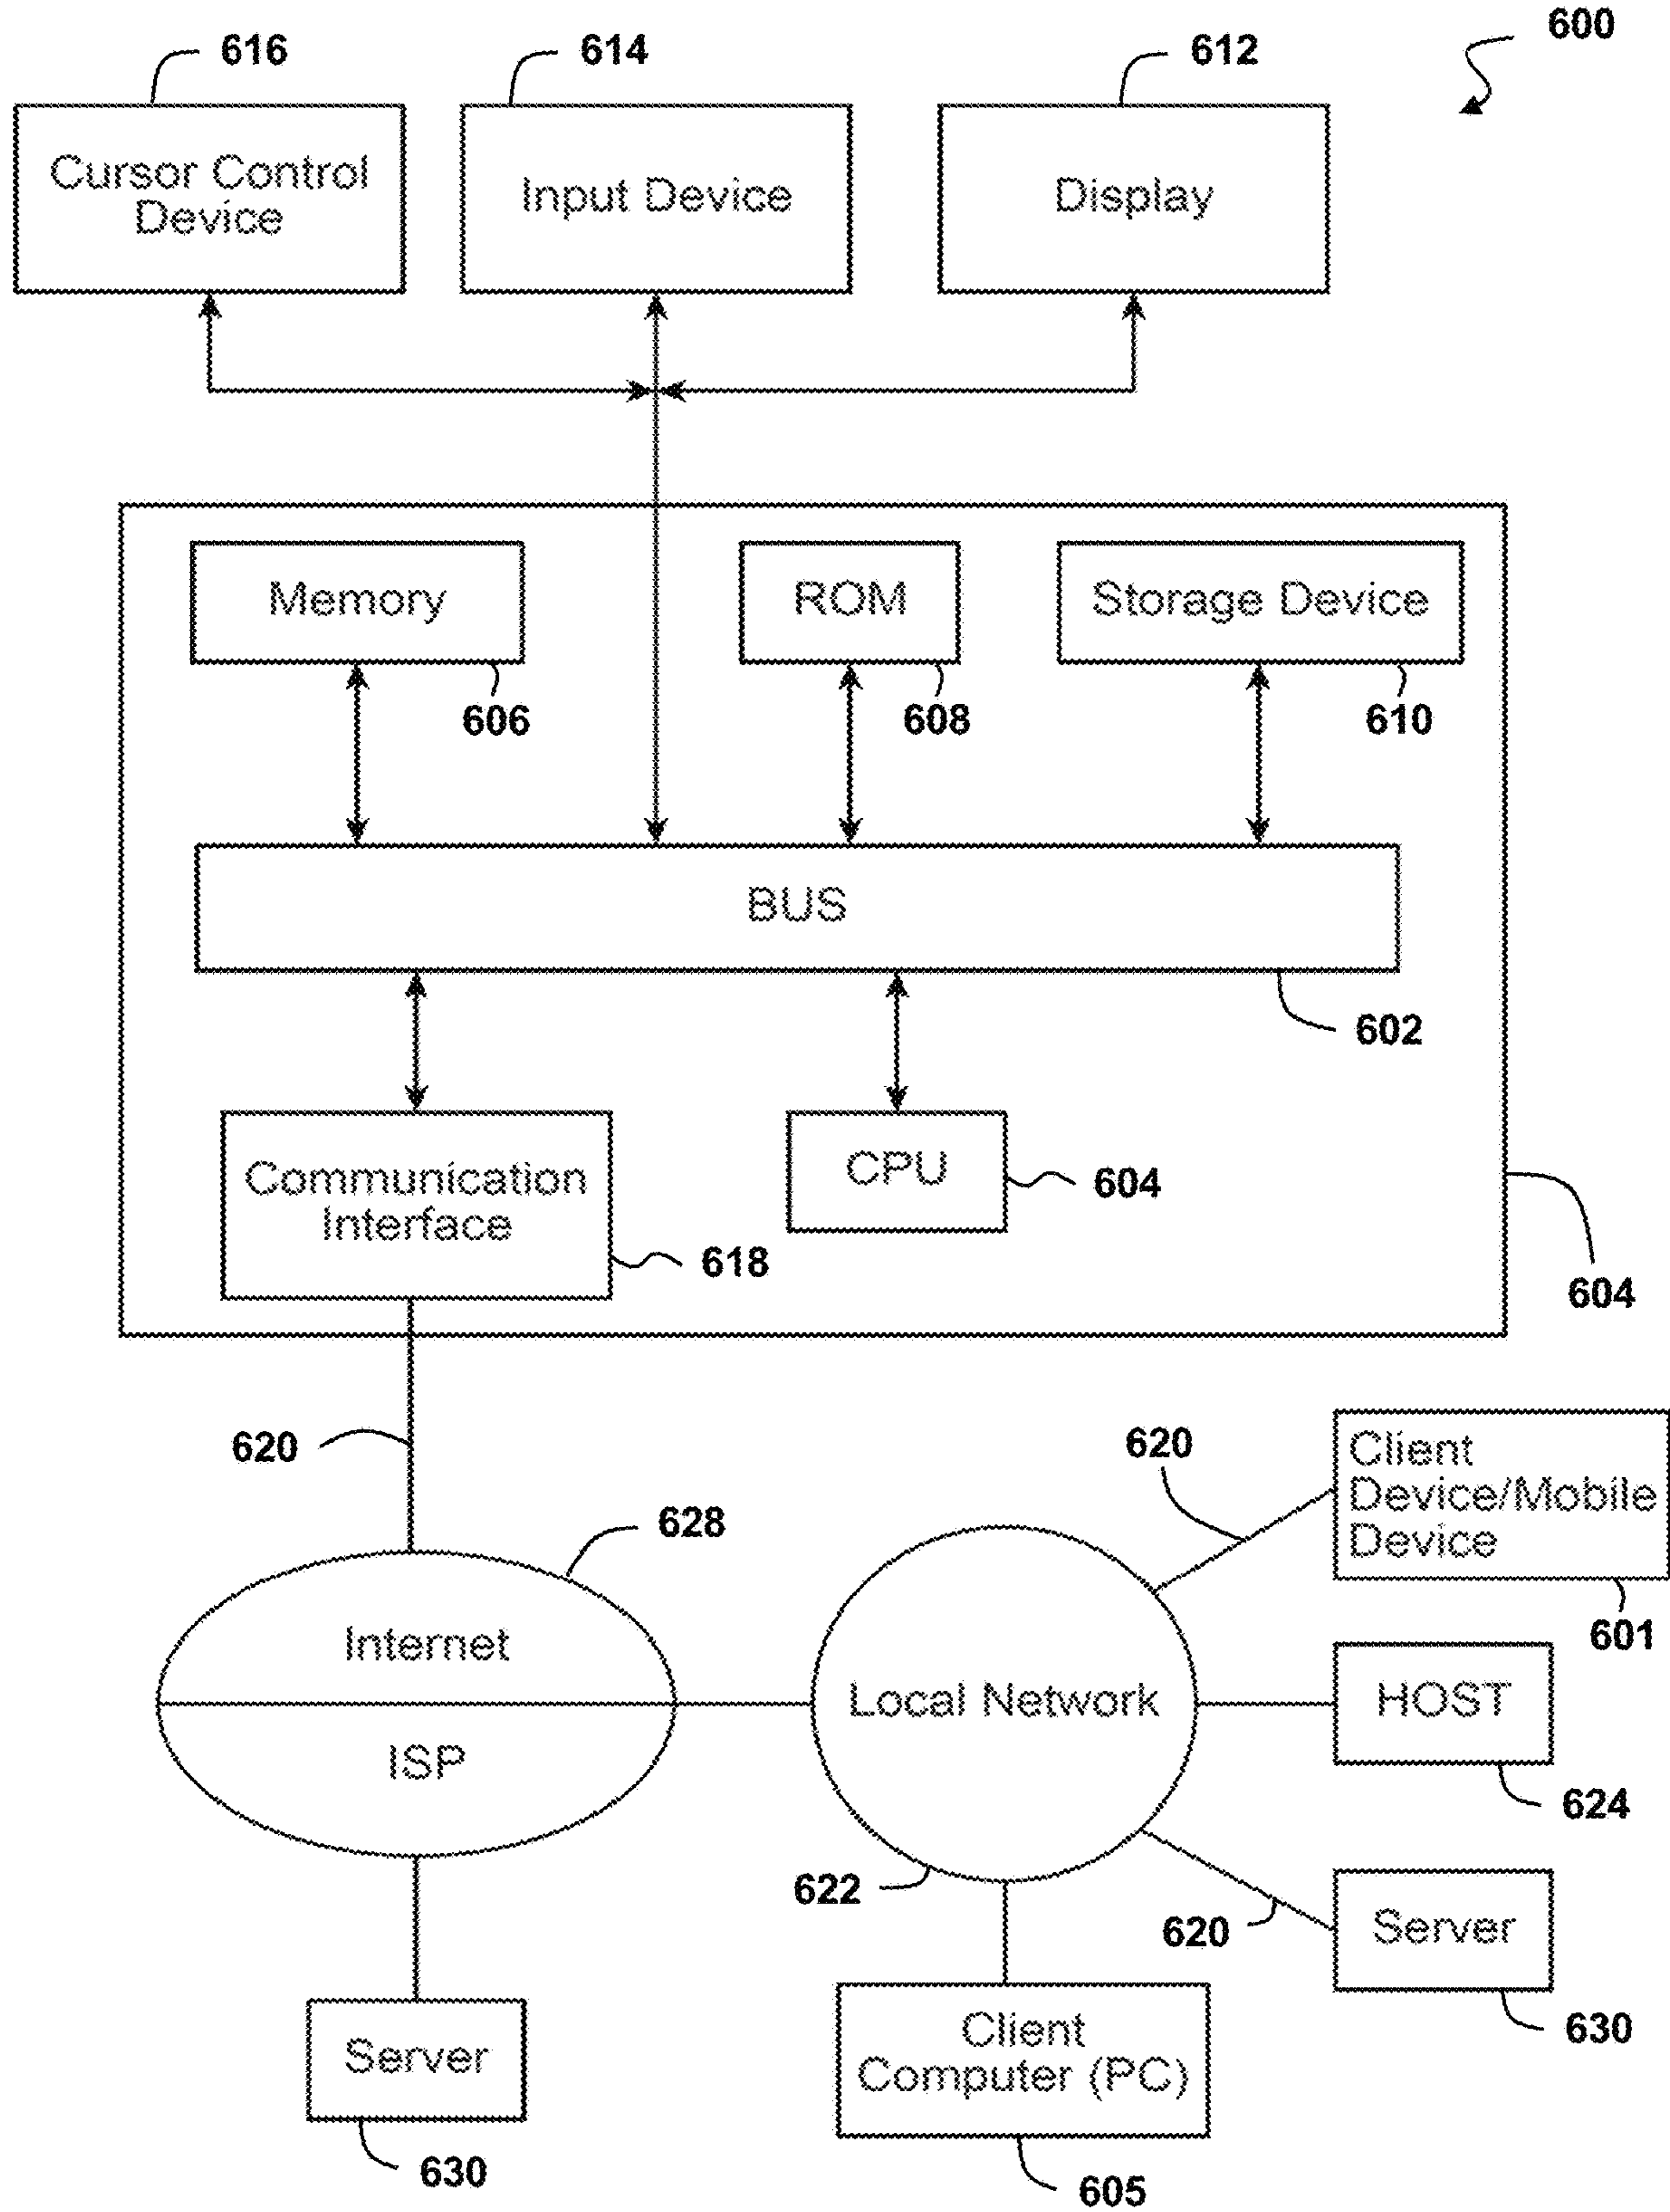 600
616
614
612
Cursor Control
Device
Input Device
Display
Memory
ROM
Storage Device
606
608
610
BUS
602
Communication
Interface
CPU
604
618
604
620
620
Client
Device/Mobile
Device
628
601
Internet
ISP
Local Network
HOST
624
622
620
Server
630
Server
630
Client
Computer (PC)
605